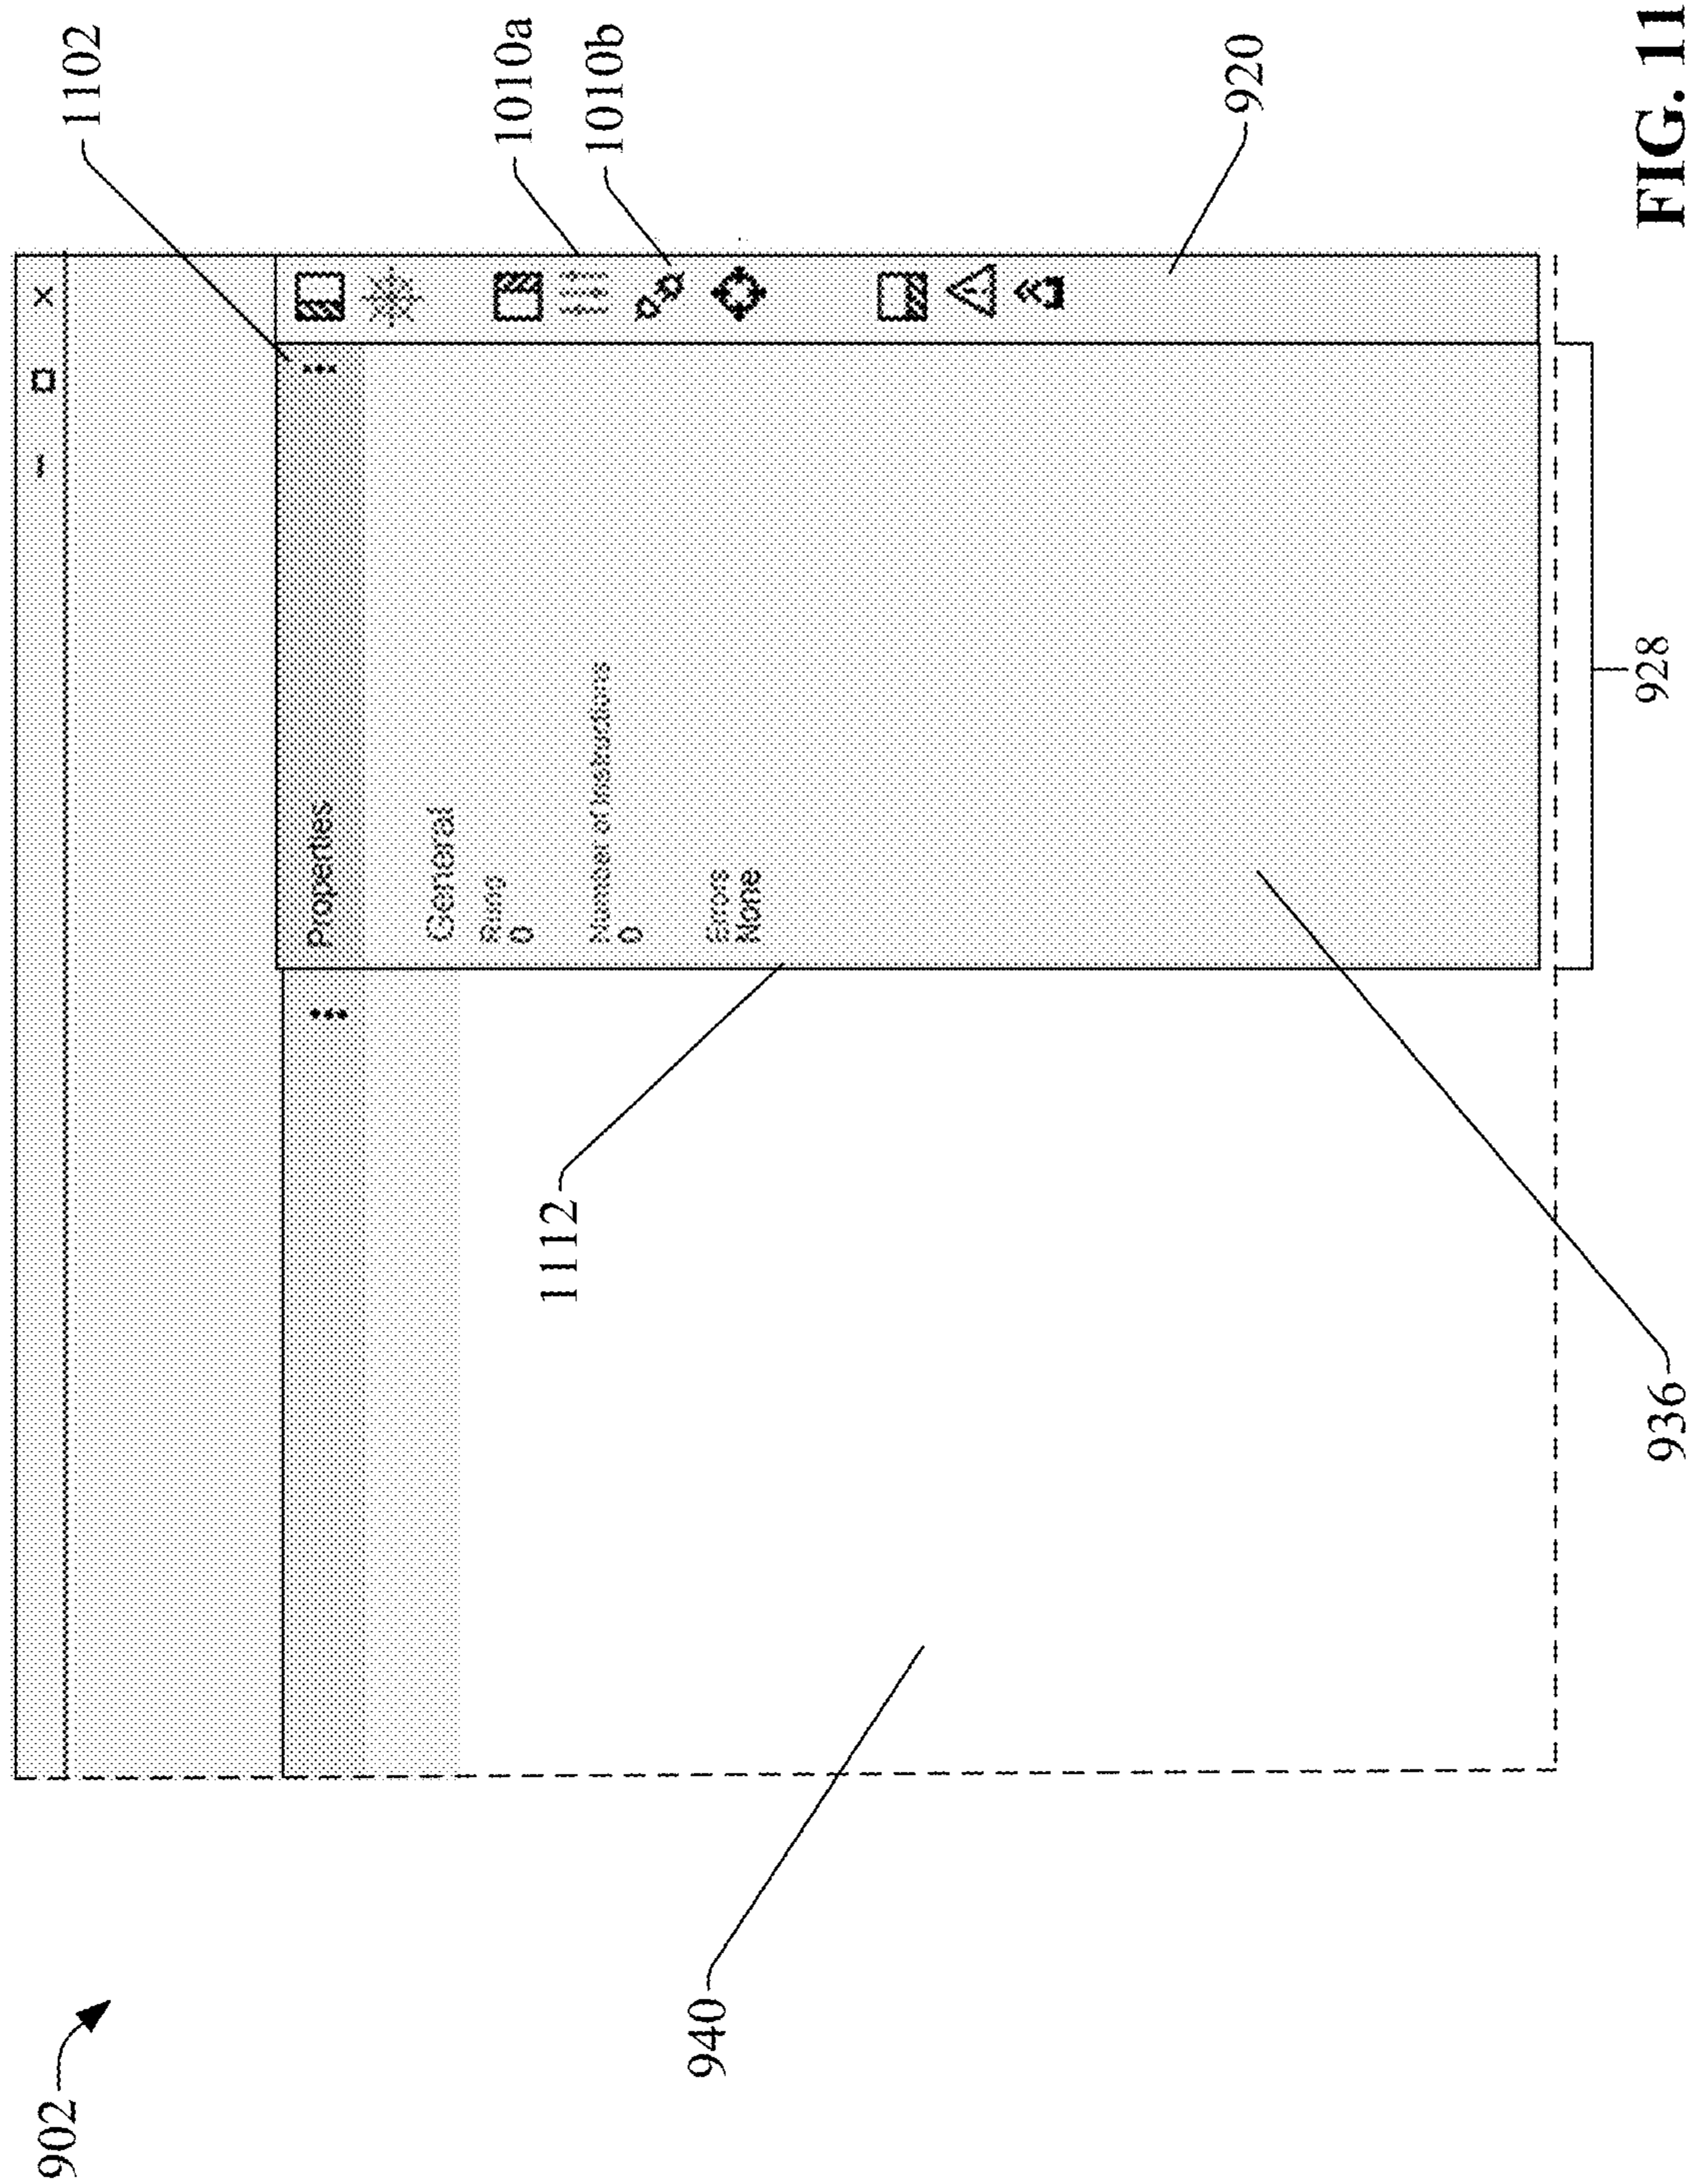 902
1102
1010a
1010b
Properties
General
Rung
0
Number of Instructions
0
Errors
None
1112
940
920
936
928
FIG. 11